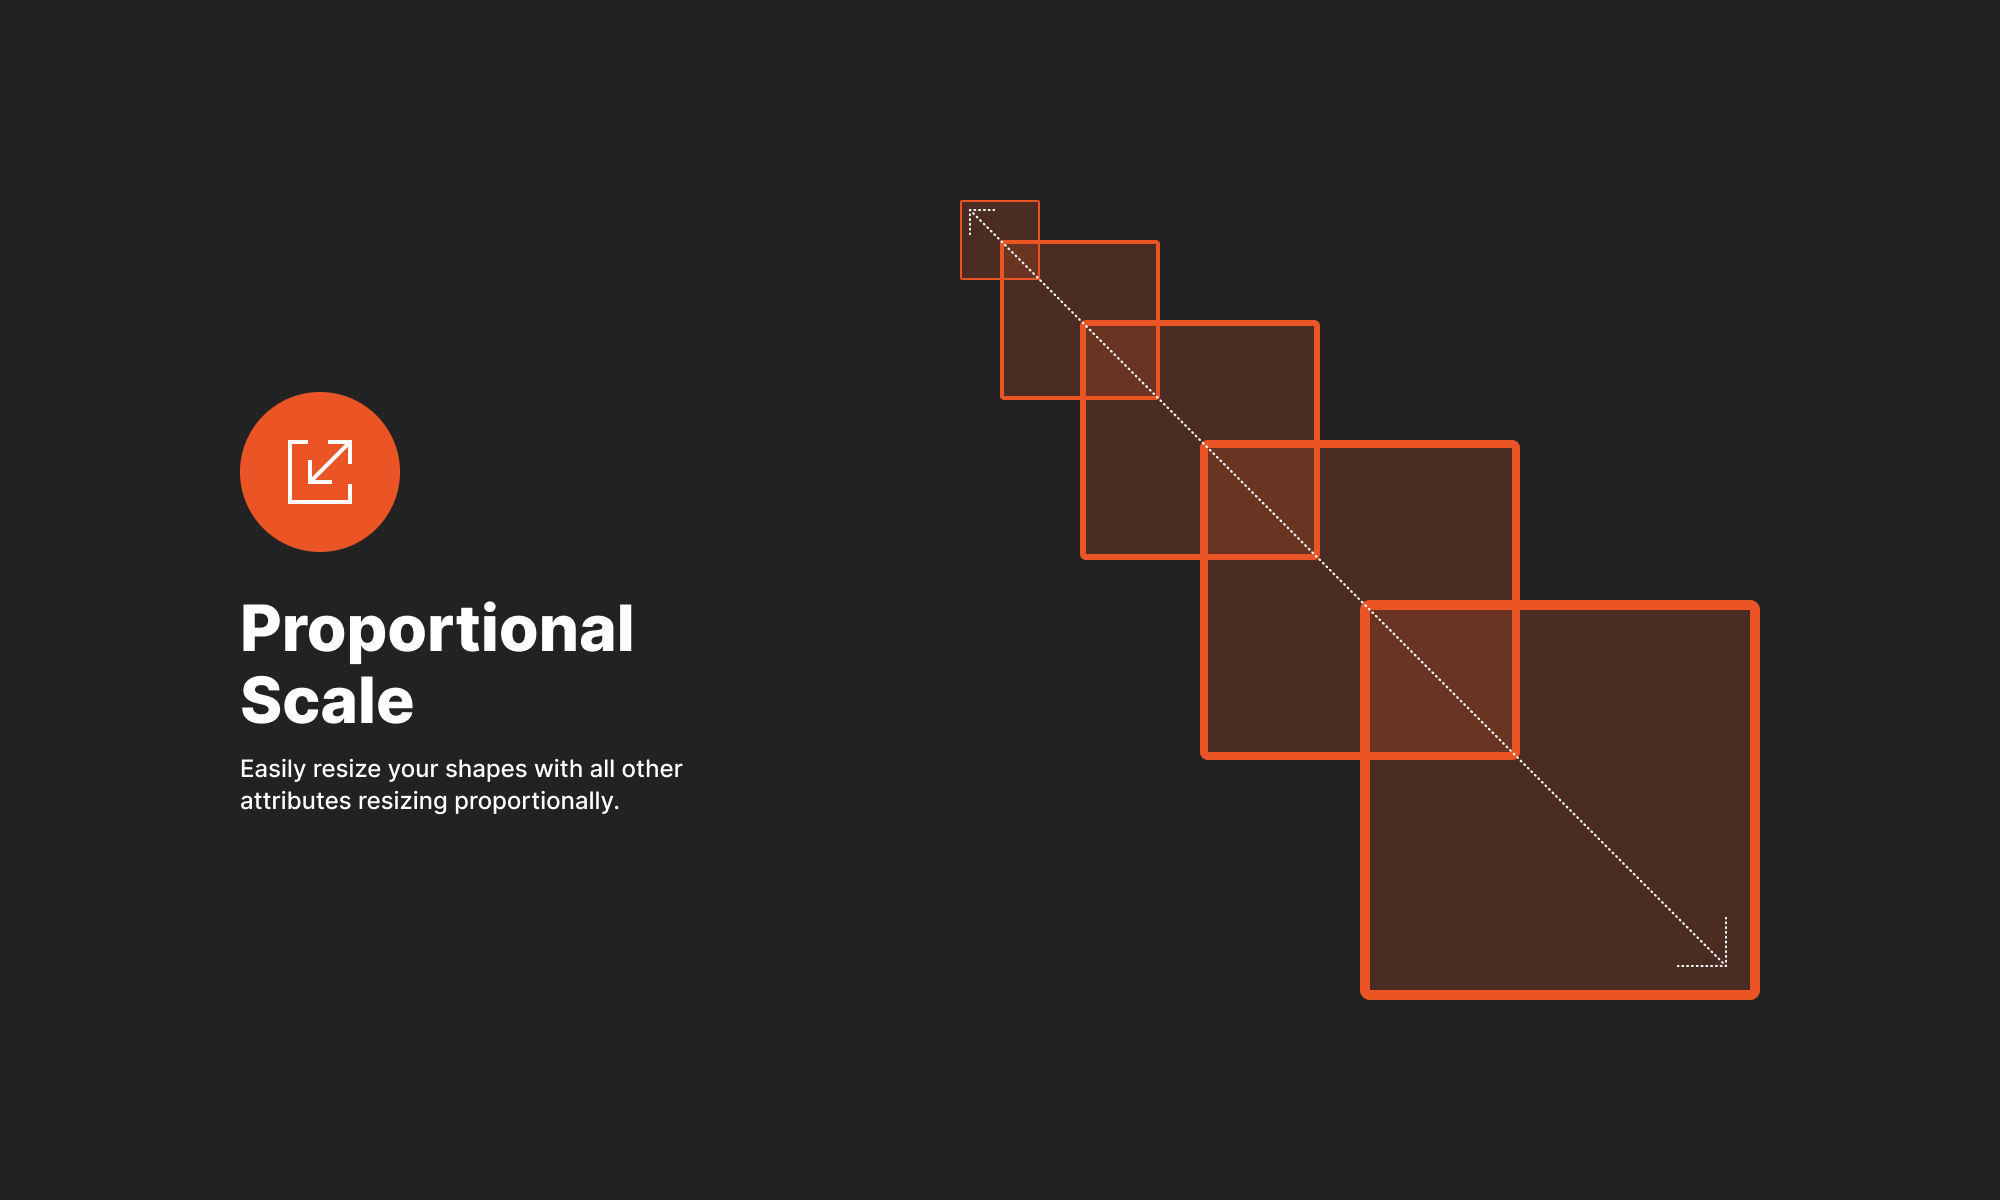 Proportional
Scale
Easily resize your shapes with all other
attributes resizing proportionally.